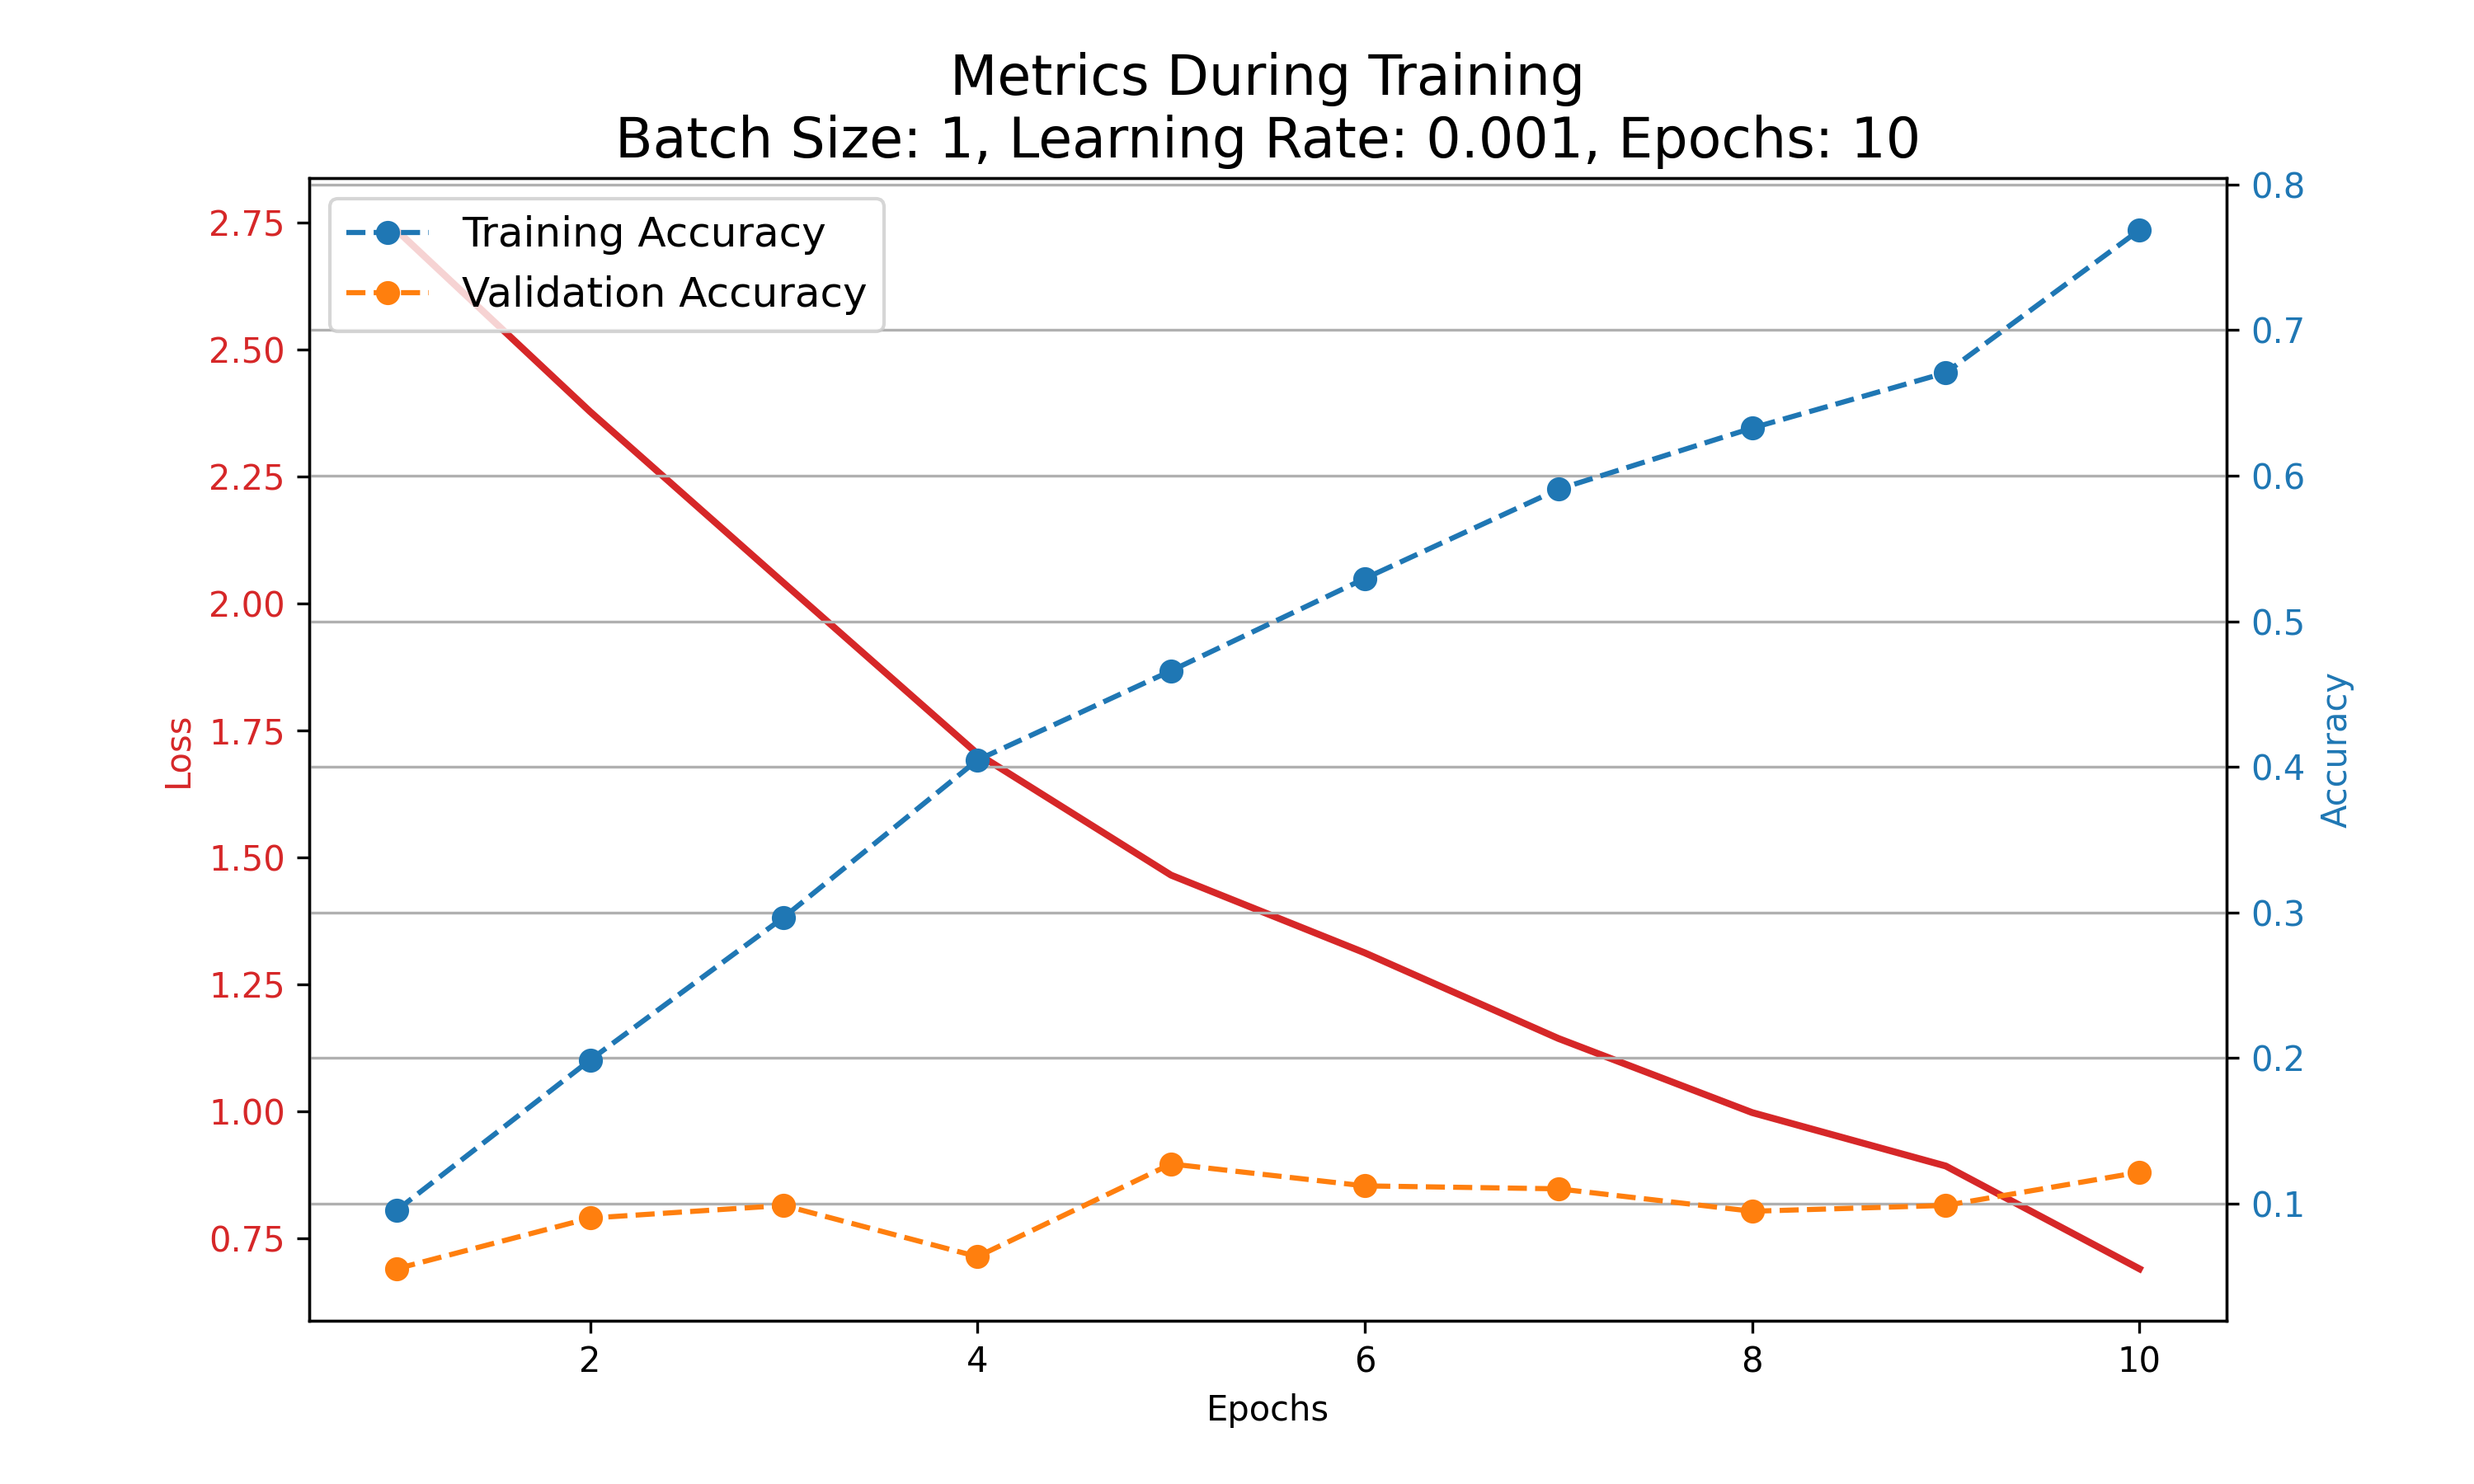 Metrics During Training
Batch Size: 1, Learning Rate: 0.001, Epochs: 10
Training Accuracy
Validation Accuracy
2.75
2.50
2.25
2.00
1.75
1.50
1.25
1.00
0.75
Loss
0.8
0.7
0.6
0.5
0.4
0.3
0.2
0.1
Accuracy
2 4 6 8 10
Epochs